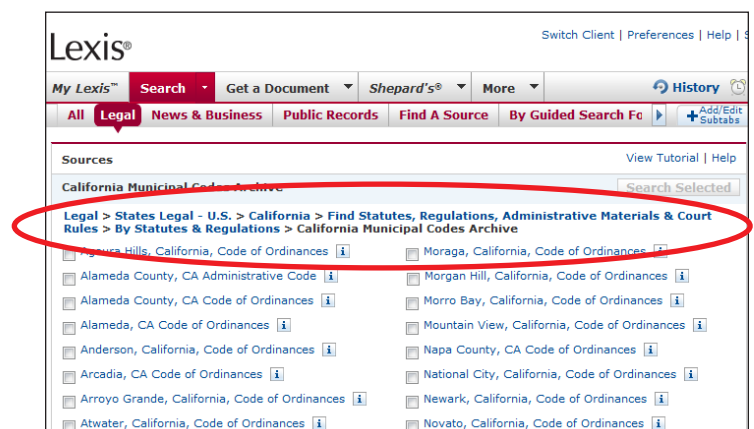 Switch Client | Preferences | Help |
Lexis®
My Lexis™ Search Get a Document Shepard's® More History
All Legal News & Business Public Records Find A Source By Guided Search Fo Add/Edit Subtabs
Sources View Tutorial | Help
California Municipal Codes Archive Search Selected
Legal > States Legal - U.S. > California > Find Statutes, Regulations, Administrative Materials & Court
Rules > By Statutes & Regulations > California Municipal Codes Archive
Agoura Hills, California, Code of Ordinances i Moraga, California, Code of Ordinances i
Alameda County, CA Administrative Code i Morgan Hill, California, Code of Ordinances i
Alameda County, CA Code of Ordinances i Morro Bay, California, Code of Ordinances i
Alameda, CA Code of Ordinances i Mountain View, California, Code of Ordinances i
Anderson, California, Code of Ordinances i Napa County, CA Code of Ordinances i
Arcadia, CA Code of Ordinances i National City, California, Code of Ordinances i
Arroyo Grande, California, Code of Ordinances i Newark, California, Code of Ordinances i
Atwater, California, Code of Ordinances i Novato, California, Code of Ordinances i